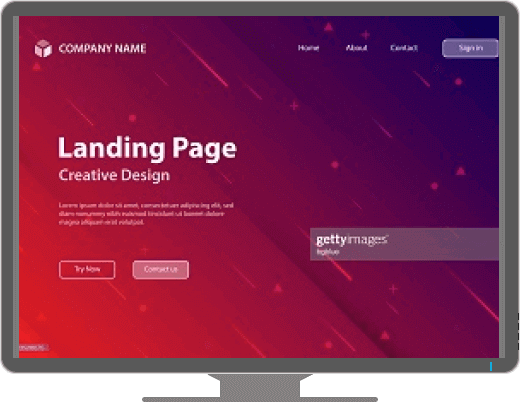 COMPANY NAME
Home About Contact Sign In
Landing Page
Creative Design
Lorem ipsum dolor sit amet, consectetuer adipiscing elit, sed
diam nonummy nibh euismod tincidunt ut laoreet dolore
magna aliquam erat volutpat.
gettyimages
Try Now Contact us